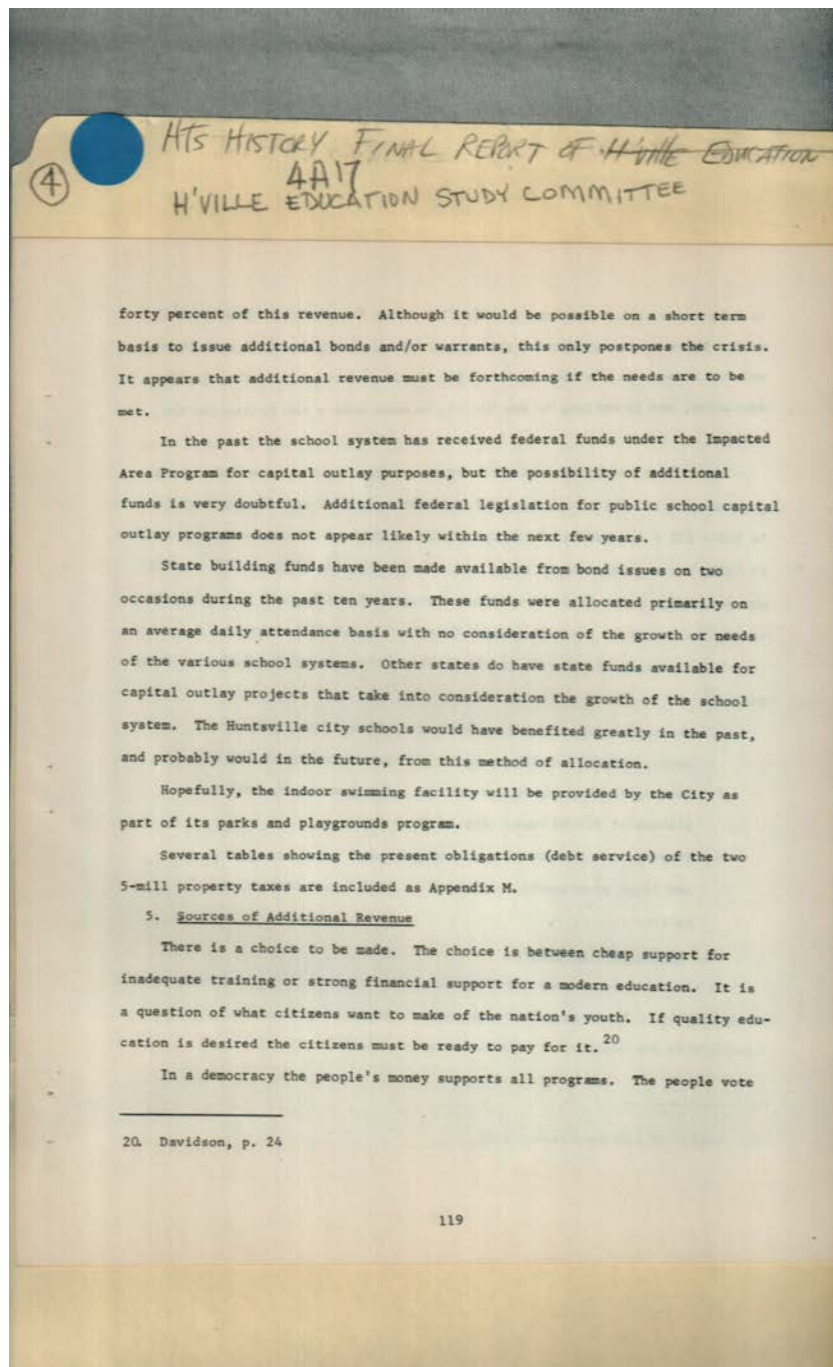 HTS HISTORY FINAL REPORT OF H'VILLE EDUCATION
④
4A17
H'VILLE EDUCATION STUDY COMMITTEE
forty percent of this revenue. Although it would be possible on a short term
basis to issue additional bonds and/or warrants, this only postpones the crisis.
It appears that additional revenue must be forthcoming if the needs are to be
met.
In the past the school system has received federal funds under the Impacted
Area Program for capital outlay purposes, but the possibility of additional
funds is very doubtful. Additional federal legislation for public school capital
outlay programs does not appear likely within the next few years.
State building funds have been made available from bond issues on two
occasions during the past ten years. These funds were allocated primarily on
an average daily attendance basis with no consideration of the growth or needs
of the various school systems. Other states do have state funds available for
capital outlay projects that take into consideration the growth of the school
system. The Huntsville city schools would have benefited greatly in the past,
and probably would in the future, from this method of allocation.
Hopefully, the indoor swimming facility will be provided by the City as
part of its parks and playgrounds program.
Several tables showing the present obligations (debt service) of the two
5-mill property taxes are included as Appendix M.
5. Sources of Additional Revenue
There is a choice to be made. The choice is between cheap support for
inadequate training or strong financial support for a modern education. It is
a question of what citizens want to make of the nation's youth. If quality edu-
cation is desired the citizens must be ready to pay for it.20
In a democracy the people's money supports all programs. The people vote
20. Davidson, p. 24
119